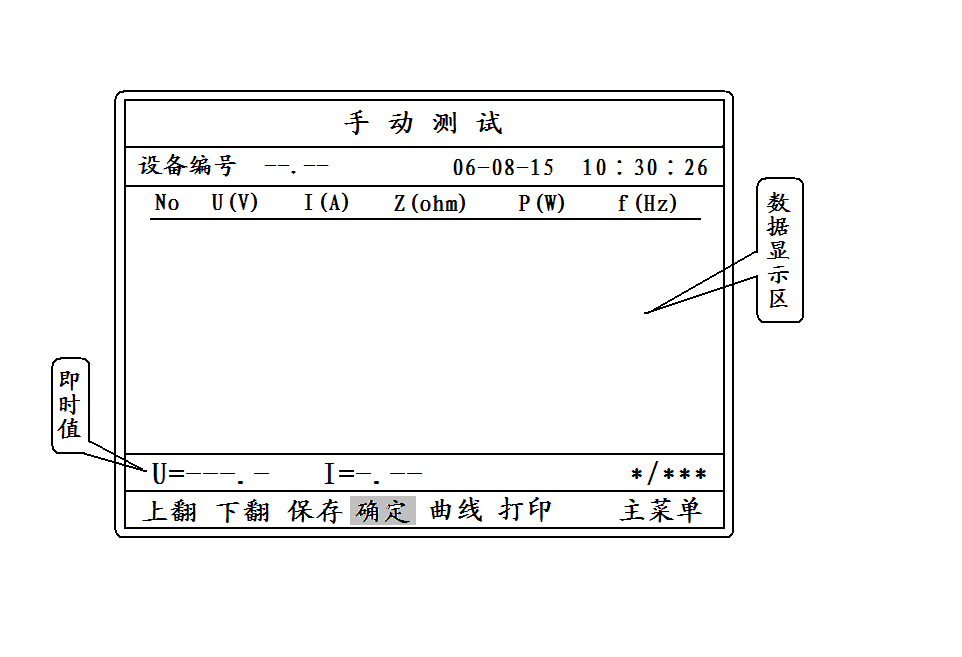 手 动 测 试
设备编号 --.-- 06-08-15 10:30:26
No U(V) I(A) Z(ohm) P(W) f(Hz)
数据显示区
即时值
U=---.- I=-.-- */***
上翻 下翻 保存 确定 曲线 打印 主菜单